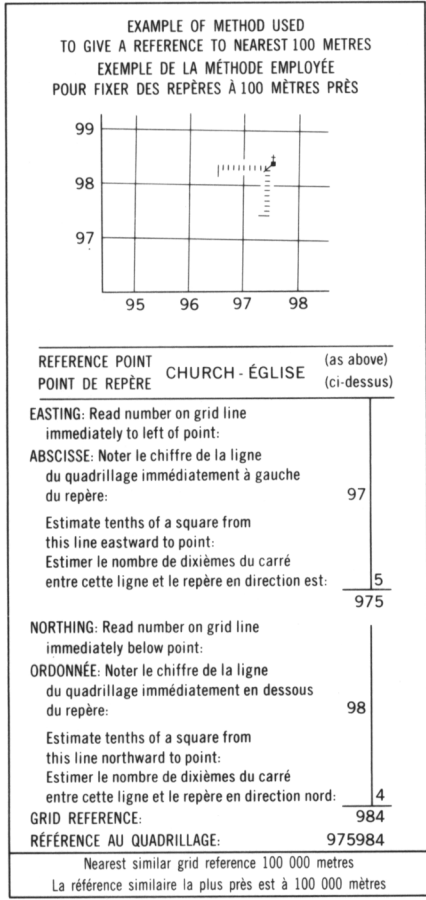 EXAMPLE OF METHOD USED
TO GIVE A REFERENCE TO NEAREST 100 METRES
EXEMPLE DE LA MÉTHODE EMPLOYÉE
POUR FIXER DES REPÈRES À 100 MÈTRES PRÈS
99
98
97
95 96 97 98
REFERENCE POINT
POINT DE REPÈRE
CHURCH - ÉGLISE
(as above)
(ci-dessus)
EASTING: Read number on grid line
immediately to left of point:
ABSCISSE: Noter le chiffre de la ligne
du quadrillage immédiatement à gauche
du repère: 97
Estimate tenths of a square from
this line eastward to point:
Estimer le nombre de dixièmes du carré
entre cette ligne et le repère en direction est: 5
975
NORTHING: Read number on grid line
immediately below point:
ORDONNÉE: Noter le chiffre de la ligne
du quadrillage immédiatement en dessous
du repère: 98
Estimate tenths of a square from
this line northward to point:
Estimer le nombre de dixièmes du carré
entre cette ligne et le repère en direction nord: 4
GRID REFERENCE: 984
RÉFÉRENCE AU QUADRILLAGE: 975984
Nearest similar grid reference 100 000 metres
La référence similaire la plus près est à 100 000 mètres